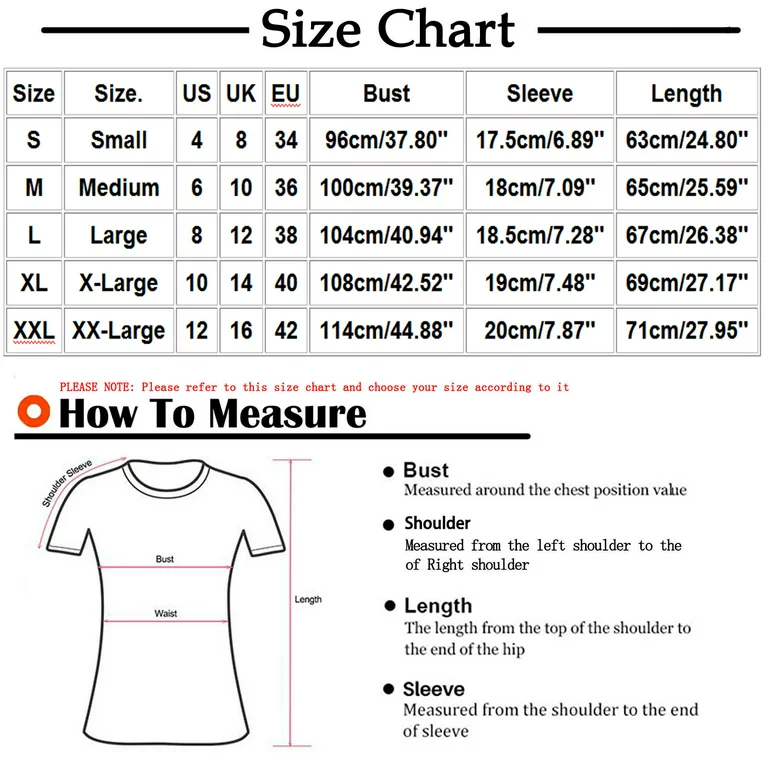 Size Chart
Size Size. US UK EU Bust Sleeve Length
S Small 4 8 34 96cm/37.80" 17.5cm/6.89" 63cm/24.80"
M Medium 6 10 36 100cm/39.37" 18cm/7.09" 65cm/25.59"
L Large 8 12 38 104cm/40.94" 18.5cm/7.28" 67cm/26.38"
XL X-Large 10 14 40 108cm/42.52" 19cm/7.48" 69cm/27.17"
XXL XX-Large 12 16 42 114cm/44.88" 20cm/7.87" 71cm/27.95"
PLEASE NOTE: Please refer to this size chart and choose your size according to it
How To Measure
Shoulder Sleeve
Bust
Waist
Length
Bust
Measured around the chest position value
Shoulder
Measured from the left shoulder to the
of Right shoulder
Length
The length from the top of the shoulder to
the end of the hip
Sleeve
Measured from the shoulder to the end
of sleeve